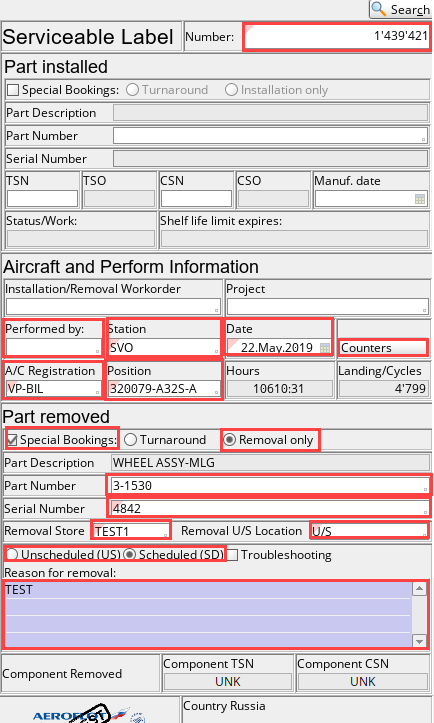 Search
Serviceable Label Number: 1'439'421
Part installed
Special Bookings: Turnaround Installation only
Part Description
Part Number
Serial Number
TSN TSO CSN CSO Manuf. date
Status/Work: Shelf life limit expires:
Aircraft and Perform Information
Installation/Removal Workorder Project
Performed by: Station Date
SVO 22.May.2019 Counters
A/C Registration Position Hours Landing/Cycles
VP-BIL 320079-A32S-A 10610:31 4'799
Part removed
Special Bookings: Turnaround Removal only
Part Description WHEEL ASSY-MLG
Part Number 3-1530
Serial Number 4842
Removal Store TEST1 Removal U/S Location U/S
Unscheduled (US) Scheduled (SD) Troubleshooting
Reason for removal:
TEST
Component Removed Component TSN Component CSN
UNK UNK
Country Russia
AEROFLOT